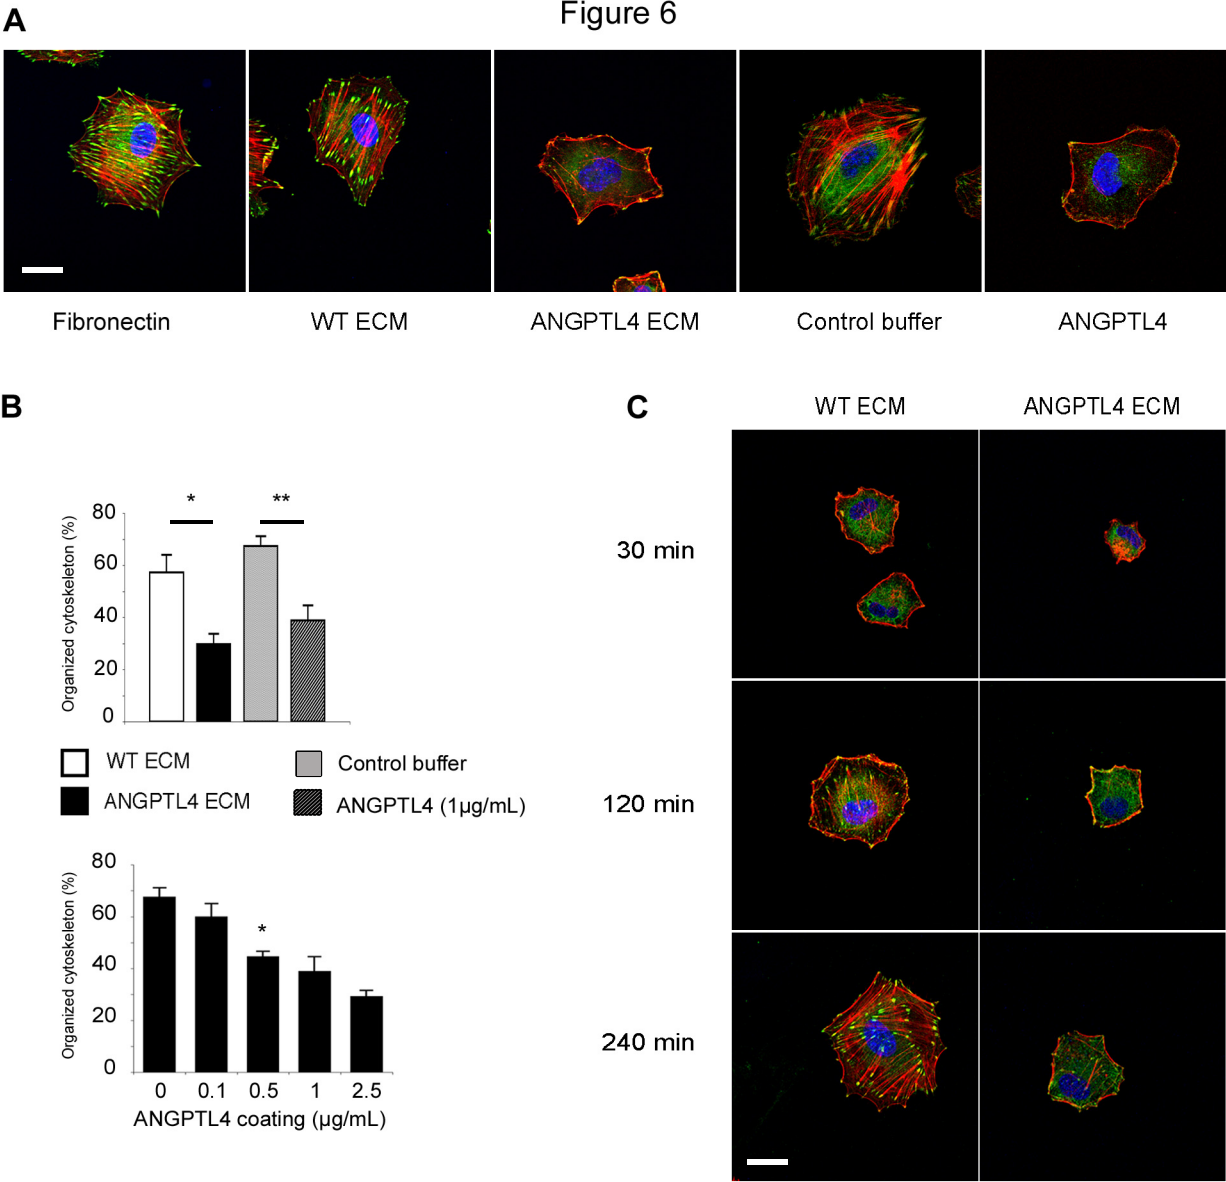 Figure 6
A
Fibronectin
WT ECM
ANGPTL4 ECM
Control buffer
ANGPTL4
B
Organized cytoskeleton (%)
80
60
40
20
0
*
**
WT ECM
Control buffer
ANGPTL4 ECM
ANGPTL4 (1µg/mL)
Organized cytoskeleton (%)
80
60
40
20
0
*
0 0.1 0.5 1 2.5
ANGPTL4 coating (µg/mL)
C
WT ECM
ANGPTL4 ECM
30 min
120 min
240 min